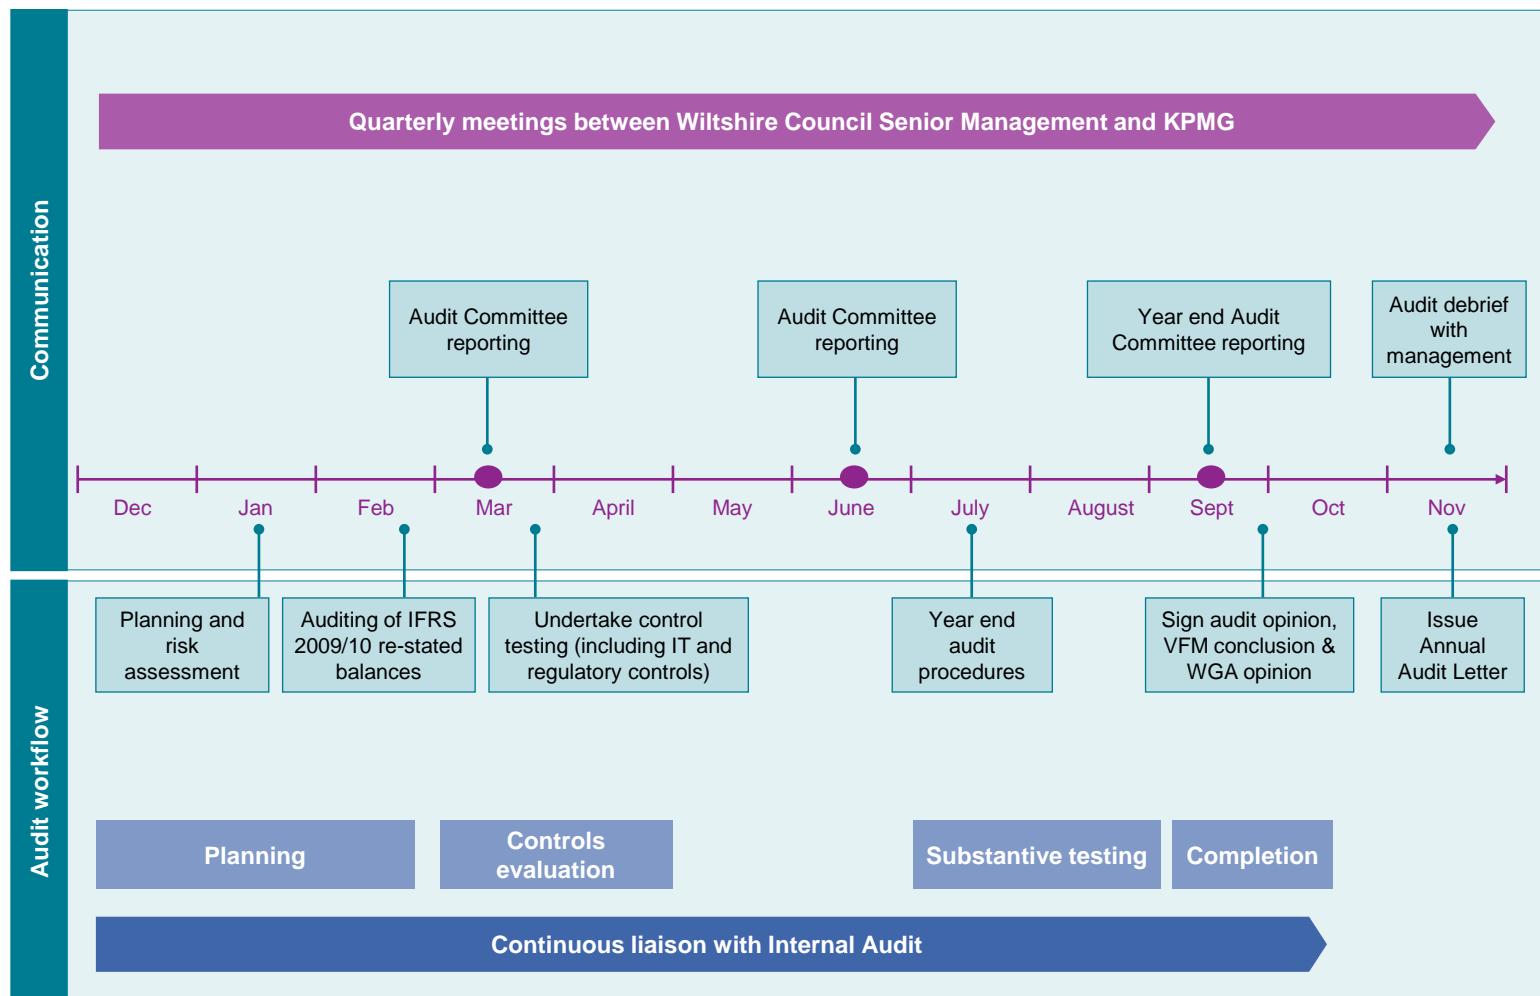 Communication
Quarterly meetings between Wiltshire Council Senior Management and KPMG
Audit Committee
reporting
Audit Committee
reporting
Year end Audit
Committee reporting
Audit debrief
with
management
Dec
Jan
Feb
Mar
April
May
June
July
August
Sept
Oct
Nov
Audit workflow
Planning and
risk
assessment
Auditing of IFRS
2009/10 re-stated
balances
Undertake control
testing (including IT and
regulatory controls)
Year end
audit
procedures
Sign audit opinion,
VFM conclusion &
WGA opinion
Issue
Annual
Audit Letter
Planning
Controls
evaluation
Substantive testing
Completion
Continuous liaison with Internal Audit